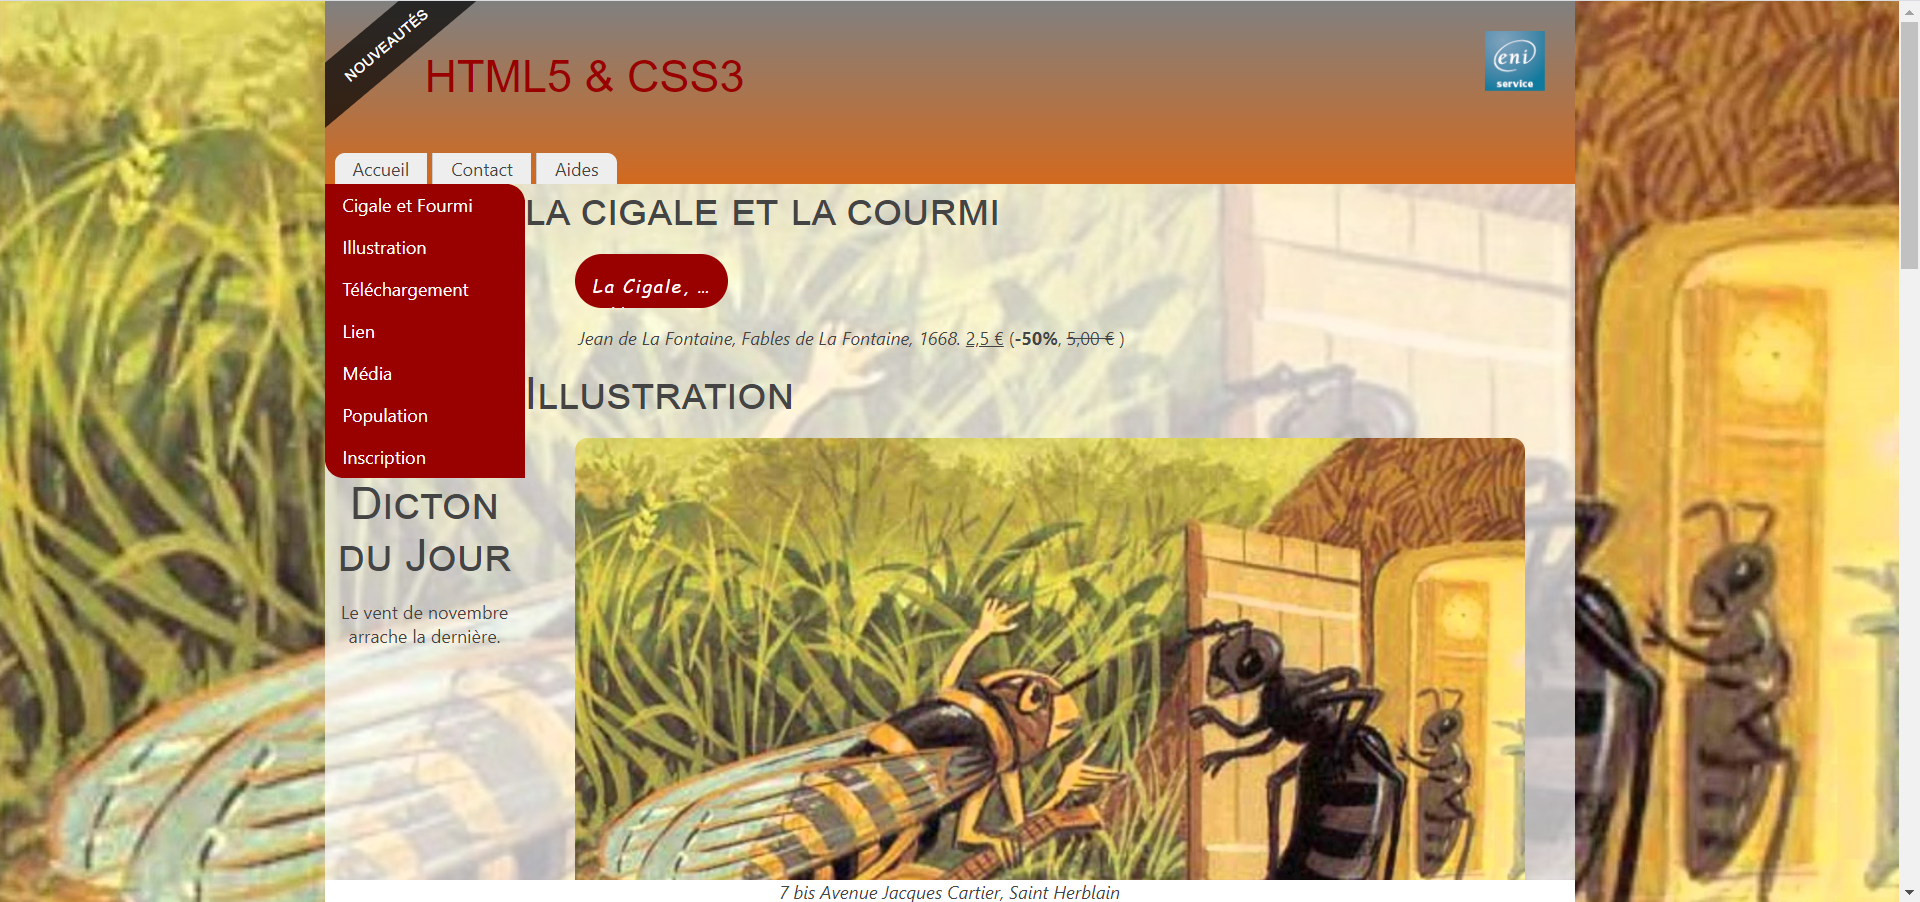 NOUVEAUTÉS
HTML5 & CSS3
eni
service
Accueil
Contact
Aides
Cigale et Fourmi
Illustration
Téléchargement
Lien
Média
Population
Inscription
LA CIGALE ET LA COURMI
La Cigale, ...
Jean de La Fontaine, Fables de La Fontaine, 1668. 2,5 € (-50%, 5,00 € )
ILLUSTRATION
DICTON
DU JOUR
Le vent de novembre
arrache la dernière.
7 bis Avenue Jacques Cartier, Saint Herblain